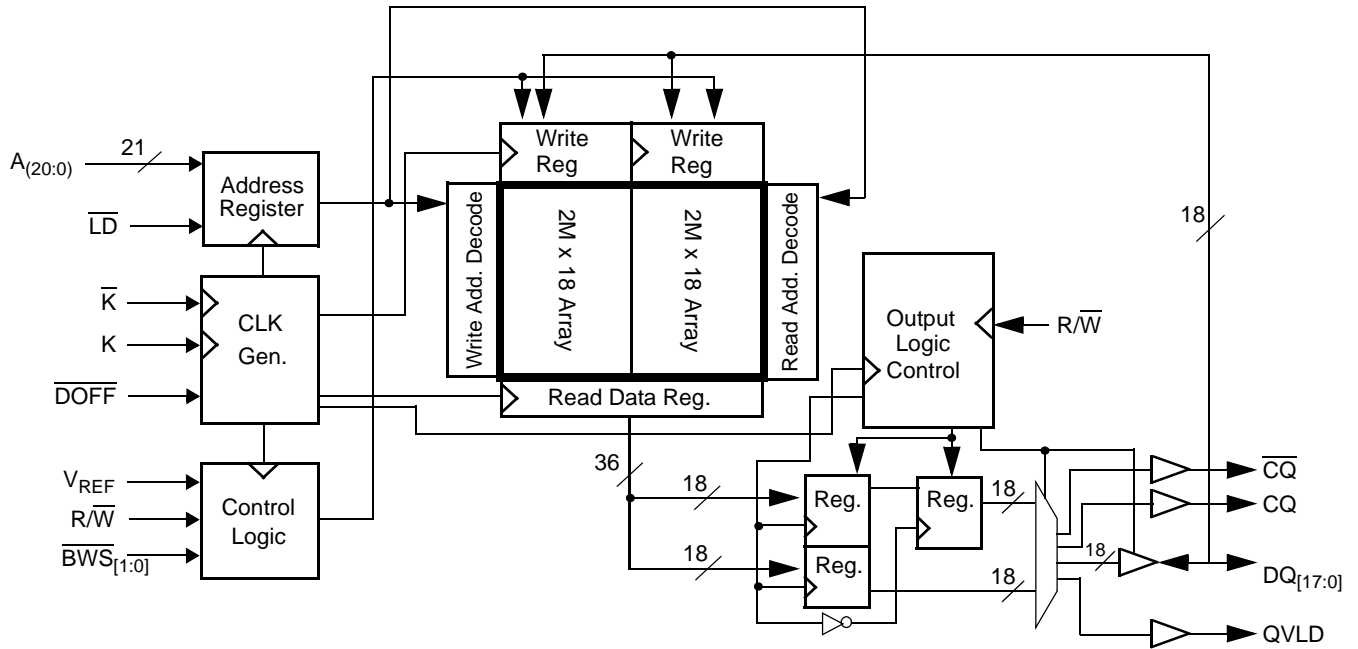 A(20:0)
21
LD
Address
Register
K
K
DOFF
CLK
Gen.
VREF
R/W
BWS[1:0]
Control
Logic
Write
Reg
Write
Reg
Write Add. Decode
2M x 18 Array
2M x 18 Array
Read Add. Decode
Read Data Reg.
36
18
18
18
Output
Logic
Control
R/W
Reg.
Reg.
Reg.
18
18
18
CQ
CQ
DQ[17:0]
QVLD